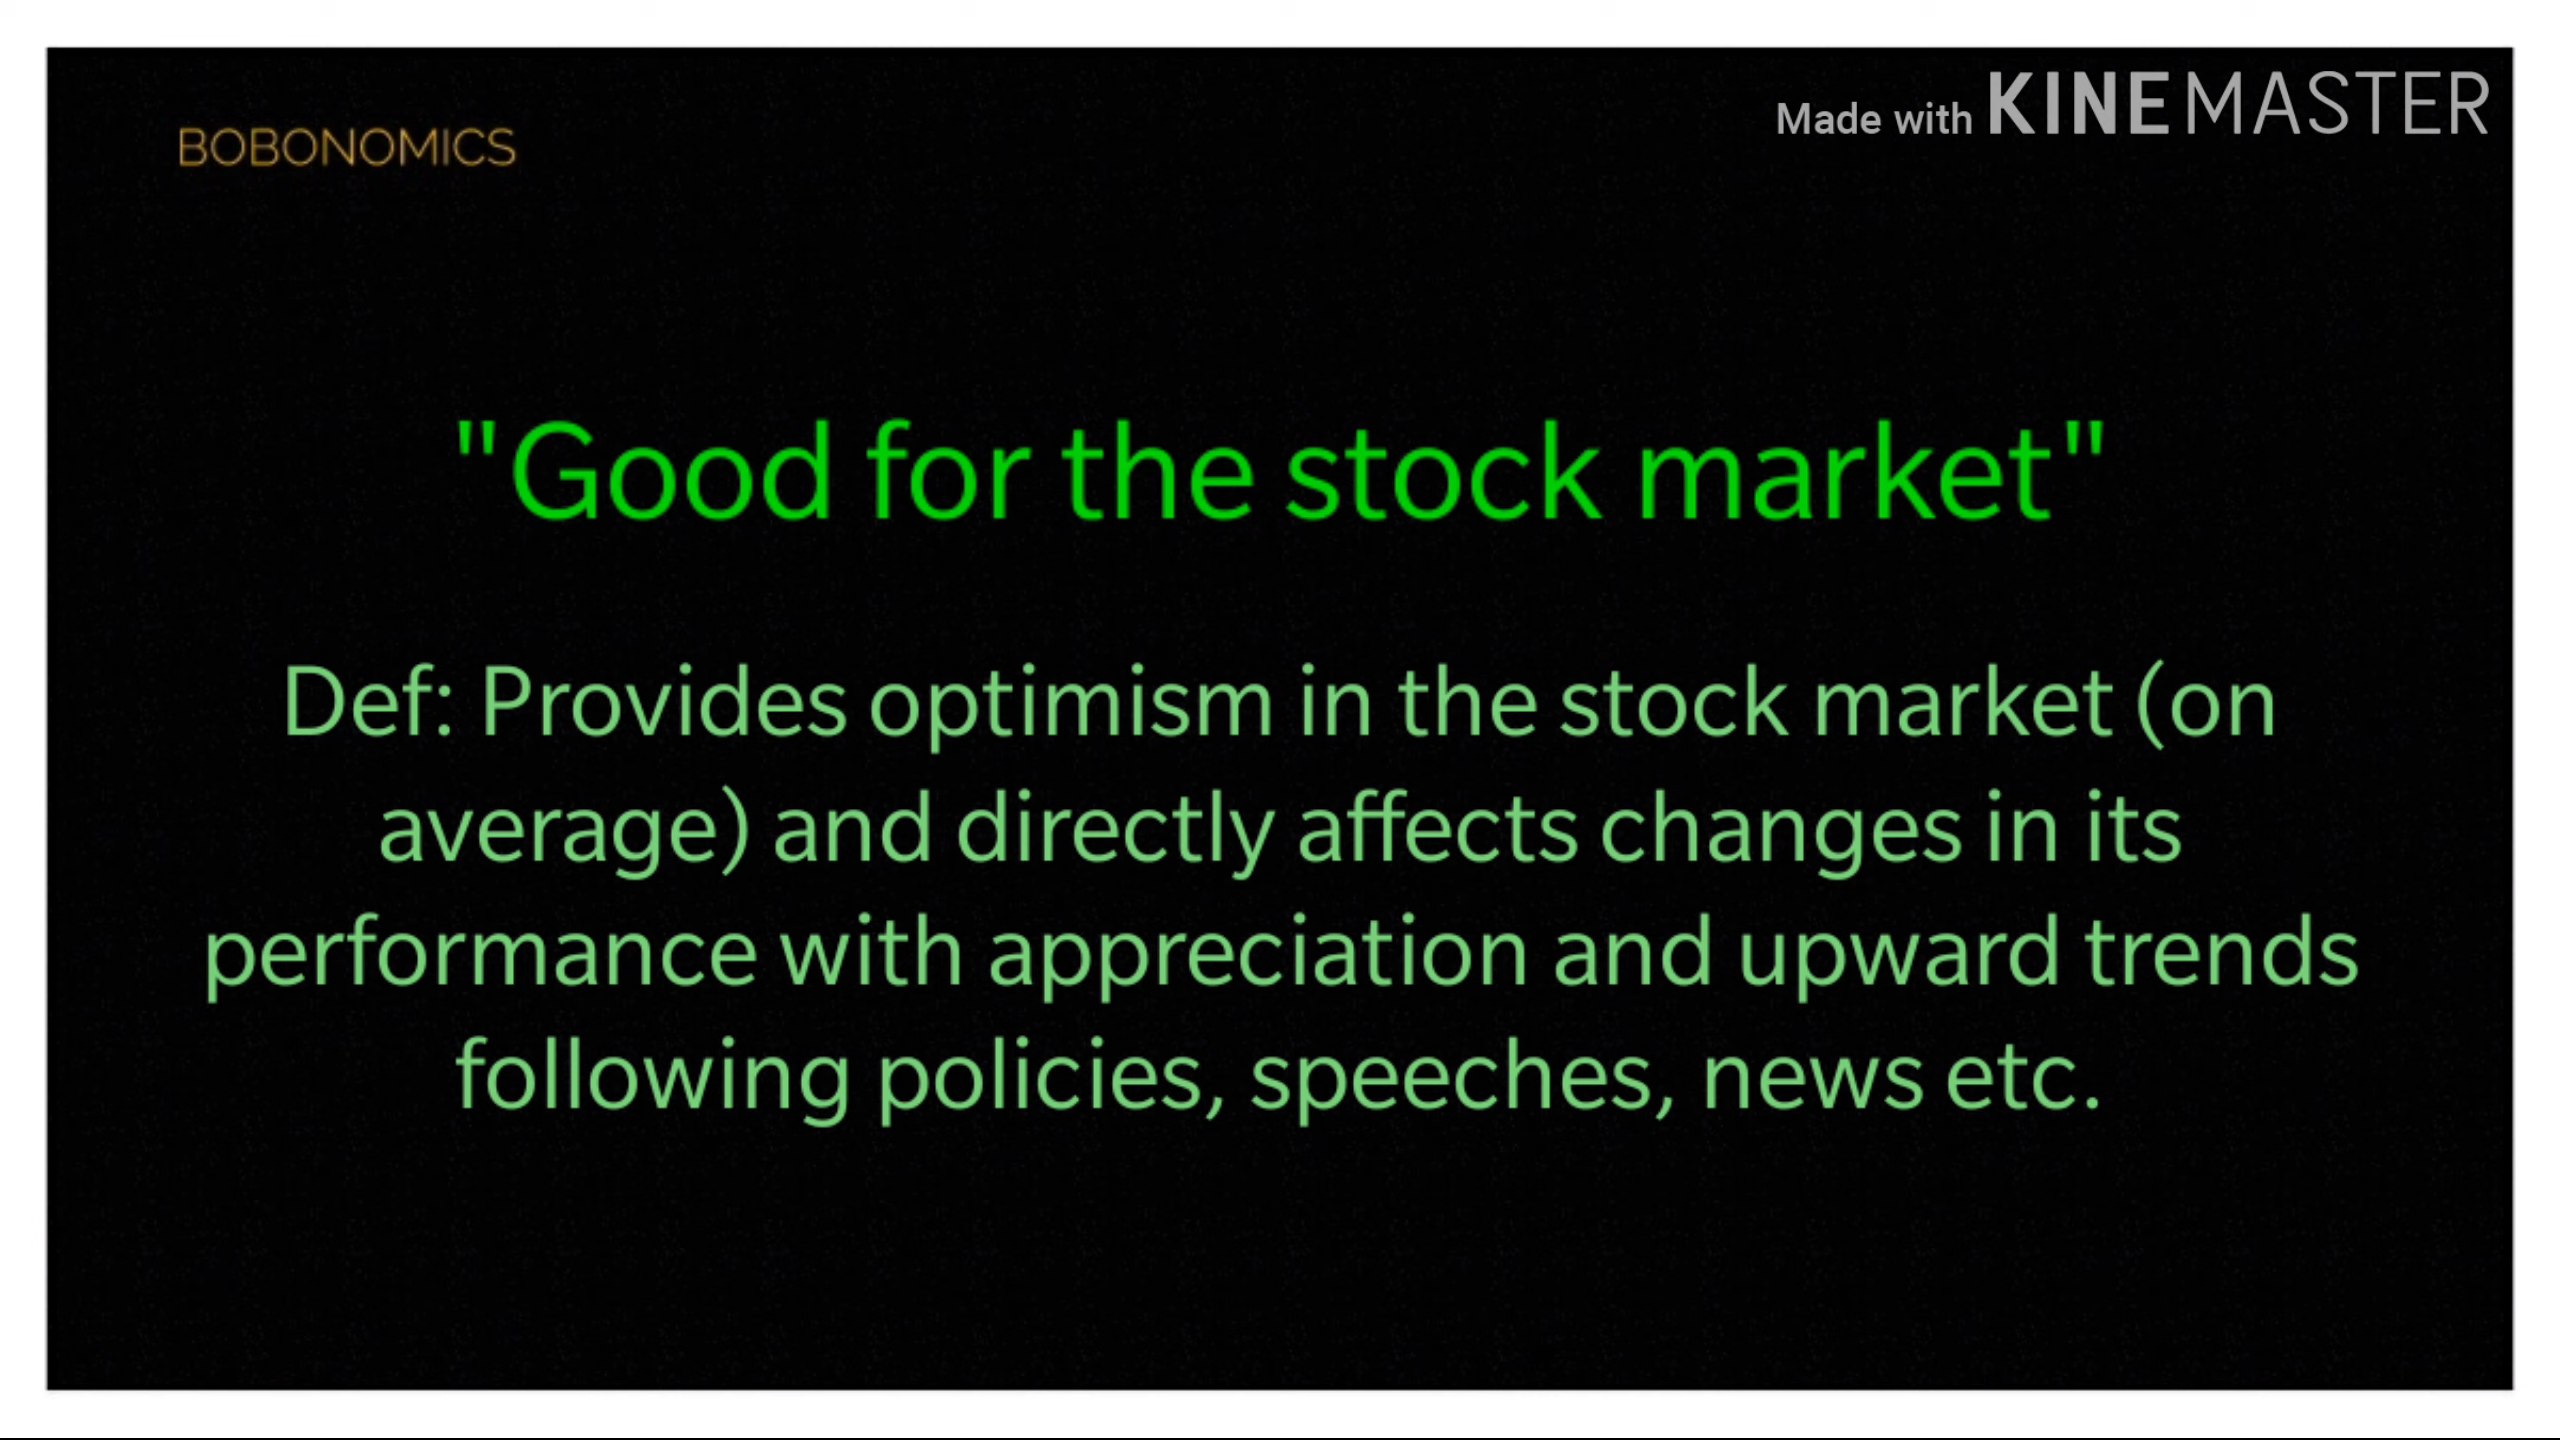 BOBONOMICS
Made with KINEMASTER
"Good for the stock market"
Def: Provides optimism in the stock market (on
average) and directly affects changes in its
performance with appreciation and upward trends
following policies, speeches, news etc.